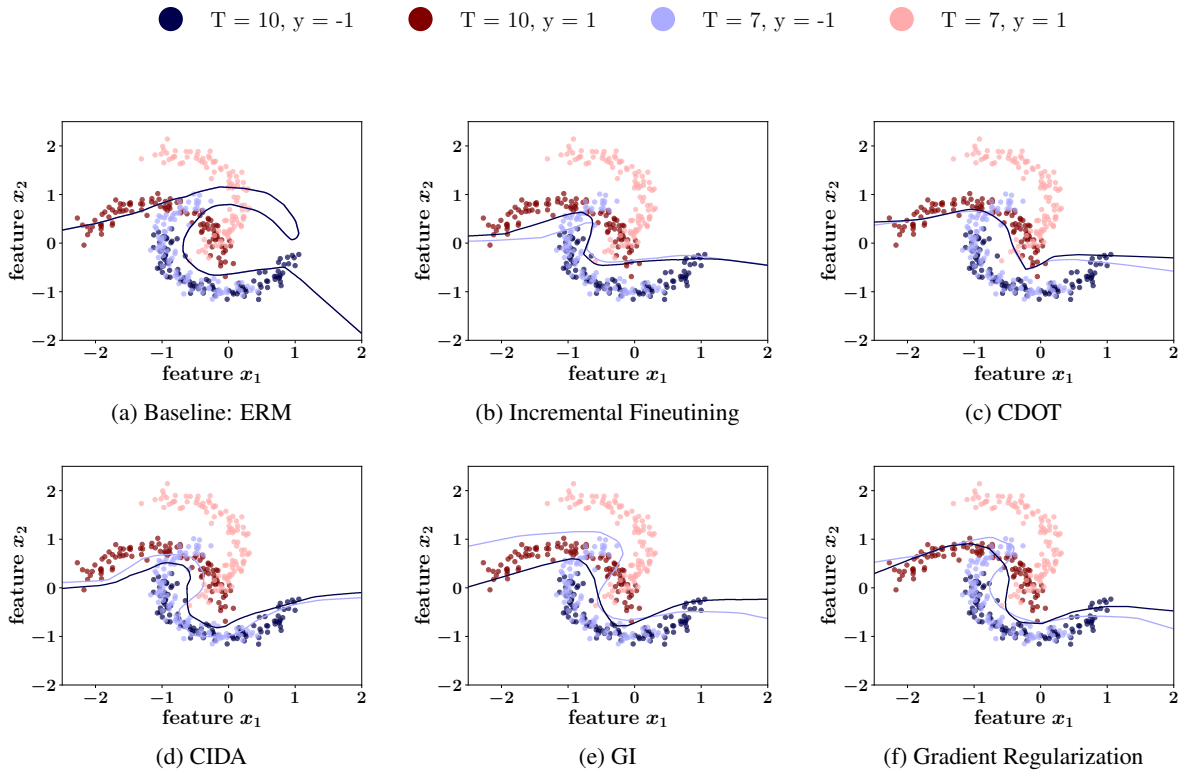 T = 10, y = -1 T = 10, y = 1 T = 7, y = -1 T = 7, y = 1
2
1
0
−1
−2
feature x₂
−2 −1 0 1 2
feature x₁
(a) Baseline: ERM
2
1
0
−1
−2
feature x₂
−2 −1 0 1 2
feature x₁
(b) Incremental Fineutining
2
1
0
−1
−2
feature x₂
−2 −1 0 1 2
feature x₁
(c) CDOT
2
1
0
−1
−2
feature x₂
−2 −1 0 1 2
feature x₁
(d) CIDA
2
1
0
−1
−2
feature x₂
−2 −1 0 1 2
feature x₁
(e) GI
2
1
0
−1
−2
feature x₂
−2 −1 0 1 2
feature x₁
(f) Gradient Regularization